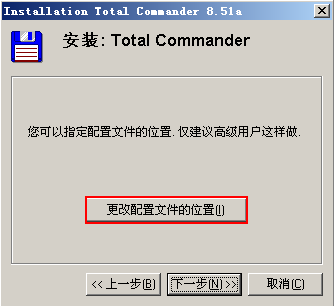 Installation Total Commander 8.51a
安装: Total Commander
您可以指定配置文件的位置.仅建议高级用户这样做.
更改配置文件的位置(I)
<<上一步(B) 下一步(N)>> 取消(C)